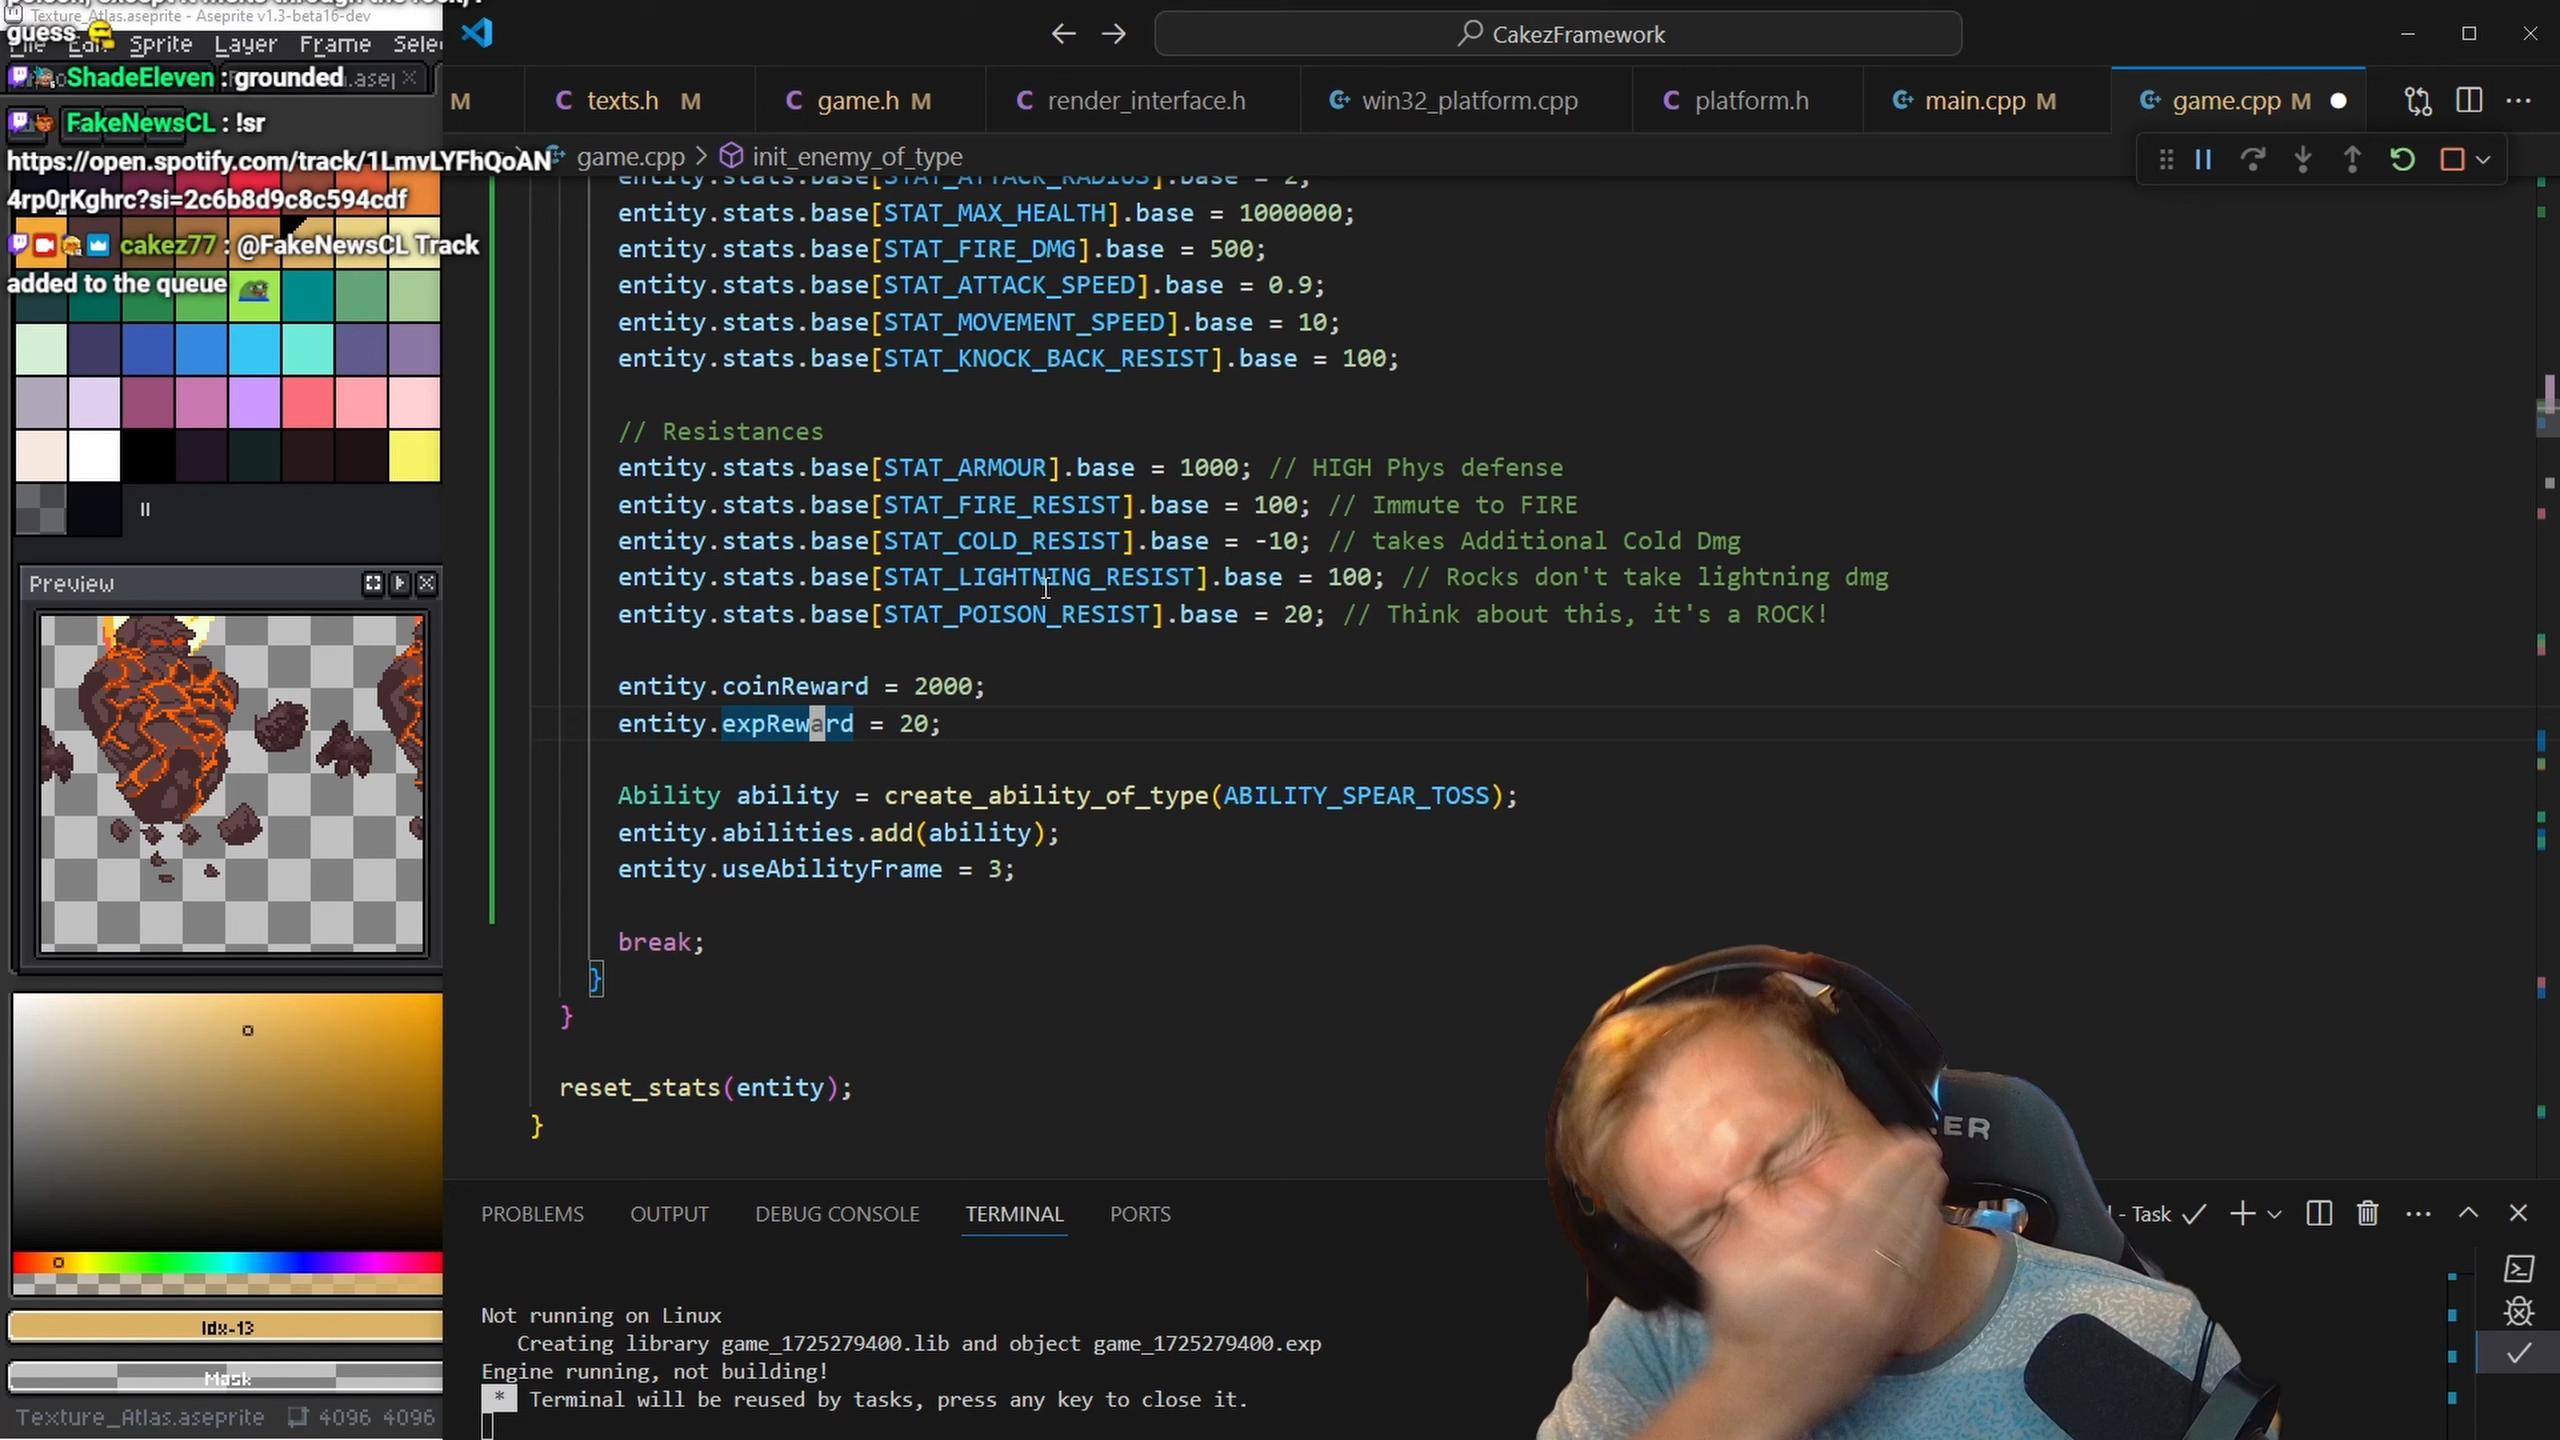 Texture_Atlas.aseprite - Aseprite v1.3-beta16-dev
guess
Edit Sprite Layer Frame
ShadeEleven : grounded
FakeNewsCL : !sr
https://open.spotify.com/track/1LmvLYFhQoAN
4rp0rKghrc?si=2c6b8d9c8c594cdf
cakez77 : @FakeNewsCL Track
added to the queue
Preview
Idx-13
Mask
Texture_Atlas.aseprite 4096 4096
CakezFramework
M
texts.h M
game.h M
render_interface.h
win32_platform.cpp
platform.h
main.cpp M
game.cpp M
game.cpp > init_enemy_of_type
entity.stats.base[STAT_ATTACK_RADIUS].base = 2;
entity.stats.base[STAT_MAX_HEALTH].base = 1000000;
entity.stats.base[STAT_FIRE_DMG].base = 500;
entity.stats.base[STAT_ATTACK_SPEED].base = 0.9;
entity.stats.base[STAT_MOVEMENT_SPEED].base = 10;
entity.stats.base[STAT_KNOCK_BACK_RESIST].base = 100;
// Resistances
entity.stats.base[STAT_ARMOUR].base = 1000; // HIGH Phys defense
entity.stats.base[STAT_FIRE_RESIST].base = 100; // Immute to FIRE
entity.stats.base[STAT_COLD_RESIST].base = -10; // takes Additional Cold Dmg
entity.stats.base[STAT_LIGHTNING_RESIST].base = 100; // Rocks don't take lightning dmg
entity.stats.base[STAT_POISON_RESIST].base = 20; // Think about this, it's a ROCK!
entity.coinReward = 2000;
entity.expReward = 20;
Ability ability = create_ability_of_type(ABILITY_SPEAR_TOSS);
entity.abilities.add(ability);
entity.useAbilityFrame = 3;
break;
}
}
reset_stats(entity);
}
PROBLEMS OUTPUT DEBUG CONSOLE TERMINAL PORTS
- Task
Not running on Linux
Creating library game_1725279400.lib and object game_1725279400.exp
Engine running, not building!
* Terminal will be reused by tasks, press any key to close it.